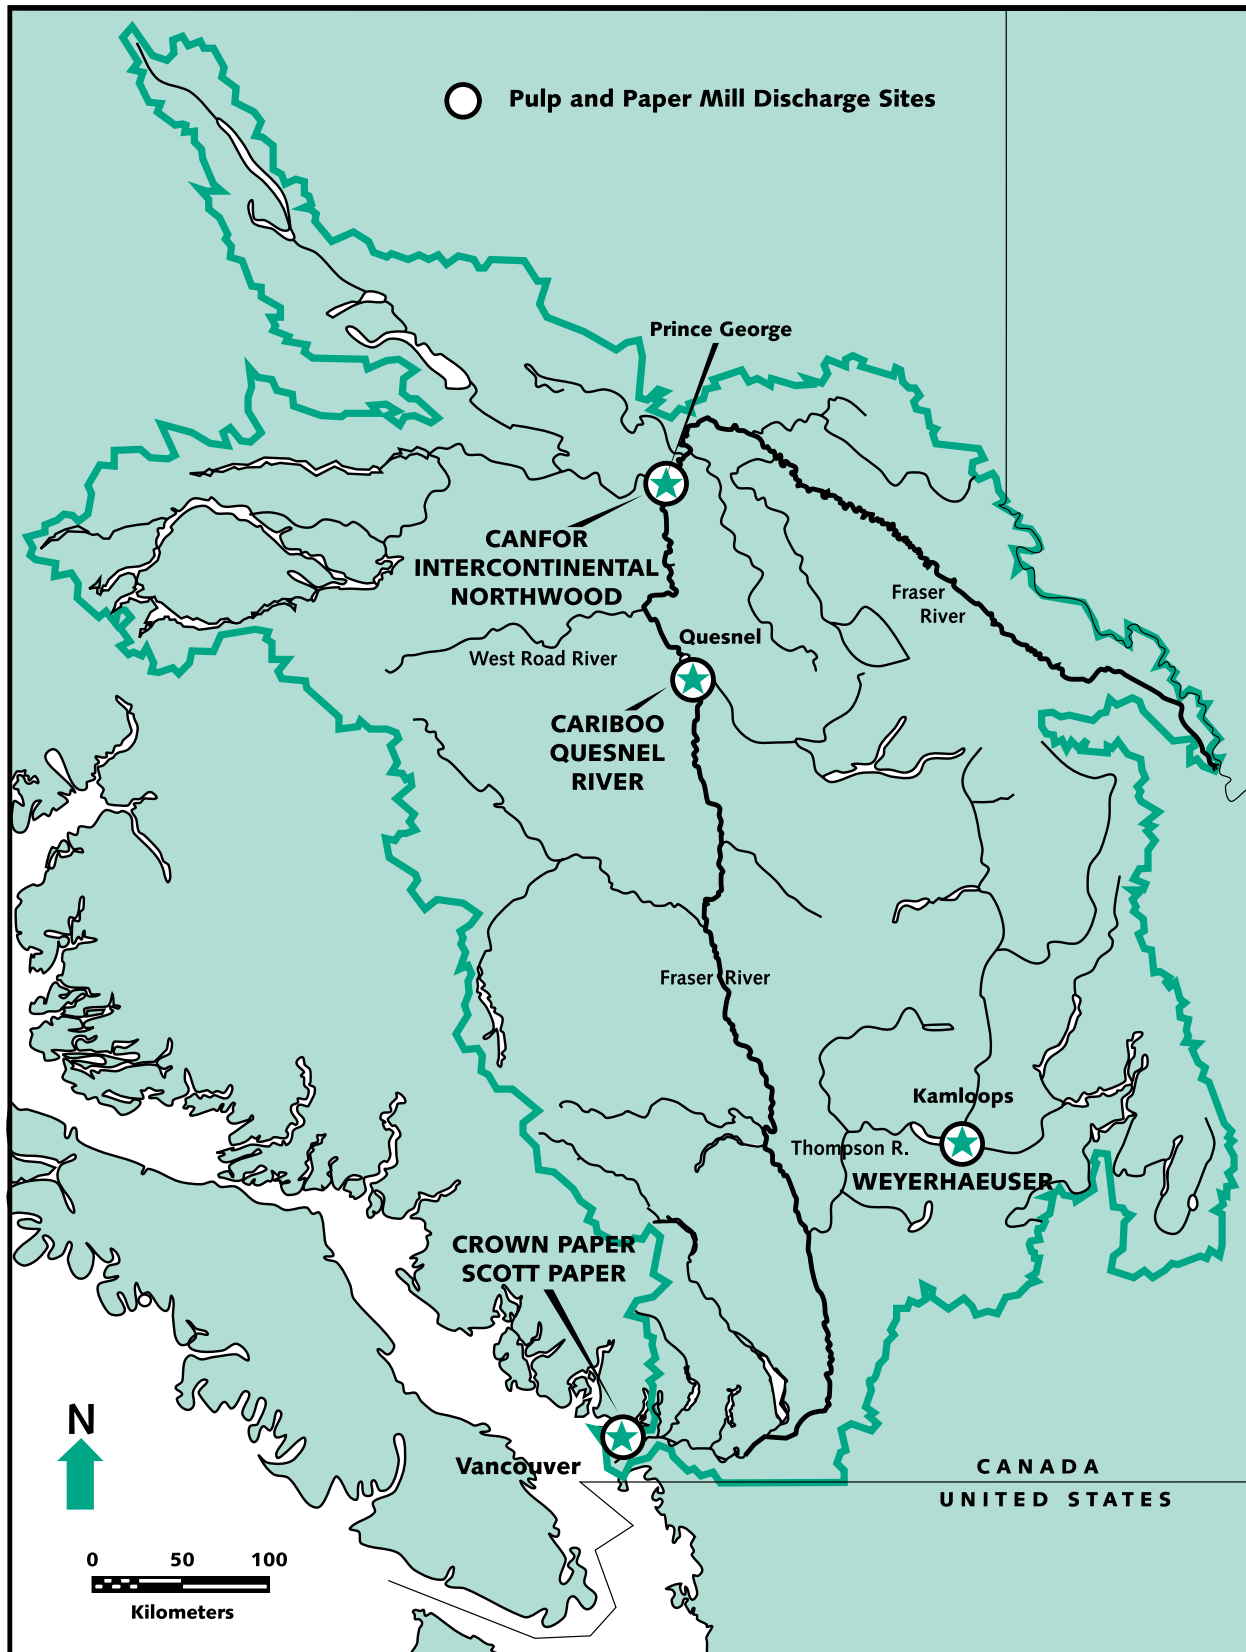 Pulp and Paper Mill Discharge Sites
Prince George
CANFOR
INTERCONTINENTAL
NORTHWOOD
Fraser
River
Quesnel
West Road River
CARIBOO
QUESNEL
RIVER
Fraser River
Kamloops
Thompson R.
WEYERHAEUSER
CROWN PAPER
SCOTT PAPER
N
Vancouver
CANADA
UNITED STATES
0 50 100
Kilometers